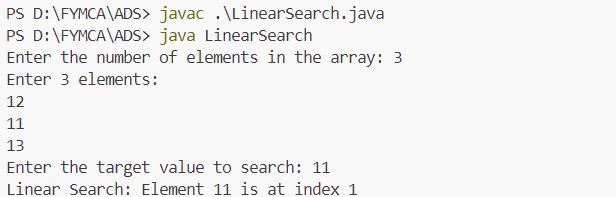 PS D:\FYMCA\ADS> javac .\LinearSearch.java
PS D:\FYMCA\ADS> java LinearSearch
Enter the number of elements in the array: 3
Enter 3 elements:
12
11
13
Enter the target value to search: 11
Linear Search: Element 11 is at index 1